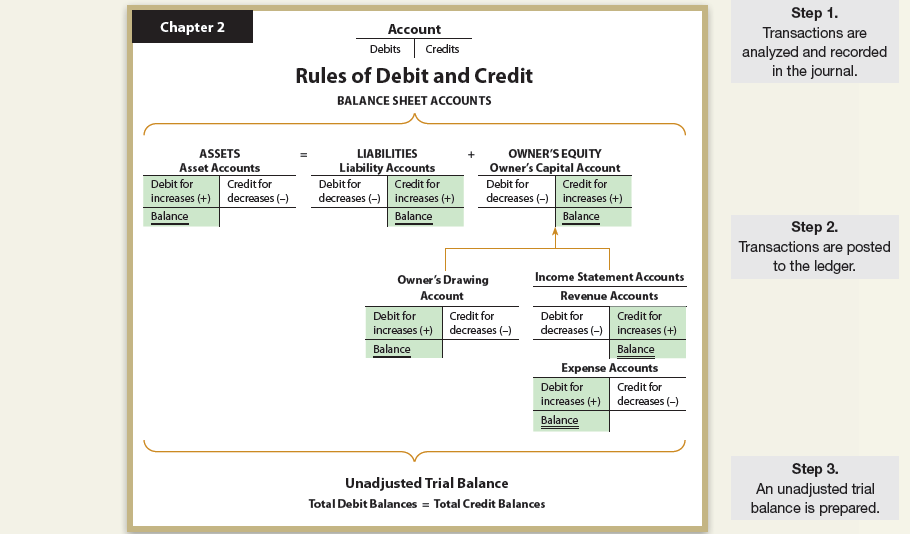 Chapter 2
Account
Debits Credits
Rules of Debit and Credit
BALANCE SHEET ACCOUNTS
ASSETS = LIABILITIES + OWNER'S EQUITY
Asset Accounts Liability Accounts Owner's Capital Account
Debit for Credit for Debit for Credit for Debit for Credit for
increases (+) decreases (–) decreases (–) increases (+) decreases (–) increases (+)
Balance Balance Balance
Owner's Drawing
Account
Debit for Credit for
increases (+) decreases (–)
Balance
Income Statement Accounts
Revenue Accounts
Debit for Credit for
decreases (–) increases (+)
Balance
Expense Accounts
Debit for Credit for
increases (+) decreases (–)
Balance
Unadjusted Trial Balance
Total Debit Balances = Total Credit Balances
Step 1.
Transactions are
analyzed and recorded
in the journal.
Step 2.
Transactions are posted
to the ledger.
Step 3.
An unadjusted trial
balance is prepared.